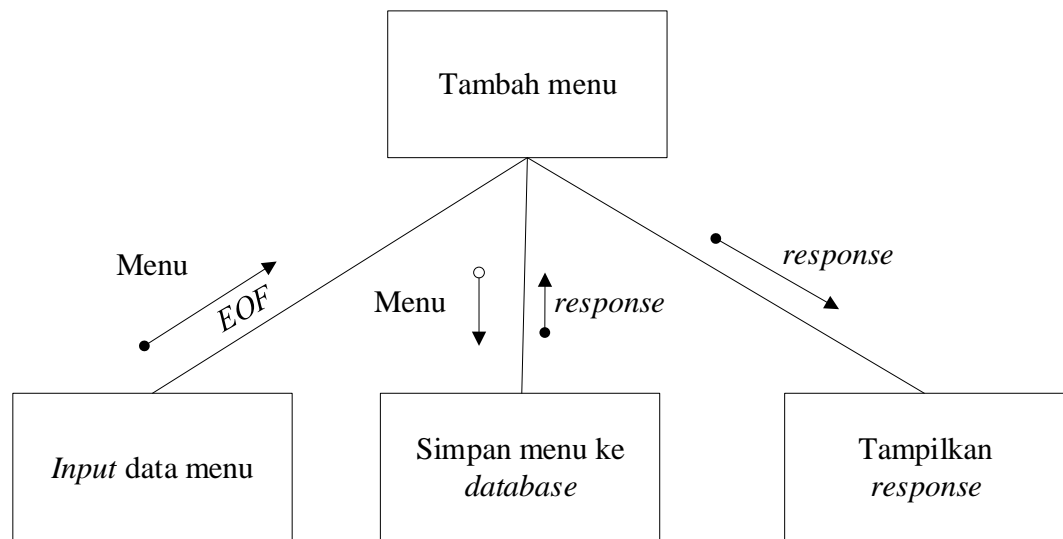 Tambah menu
Menu
EOF
Menu
response
response
Input data menu
Simpan menu ke
database
Tampilkan
response